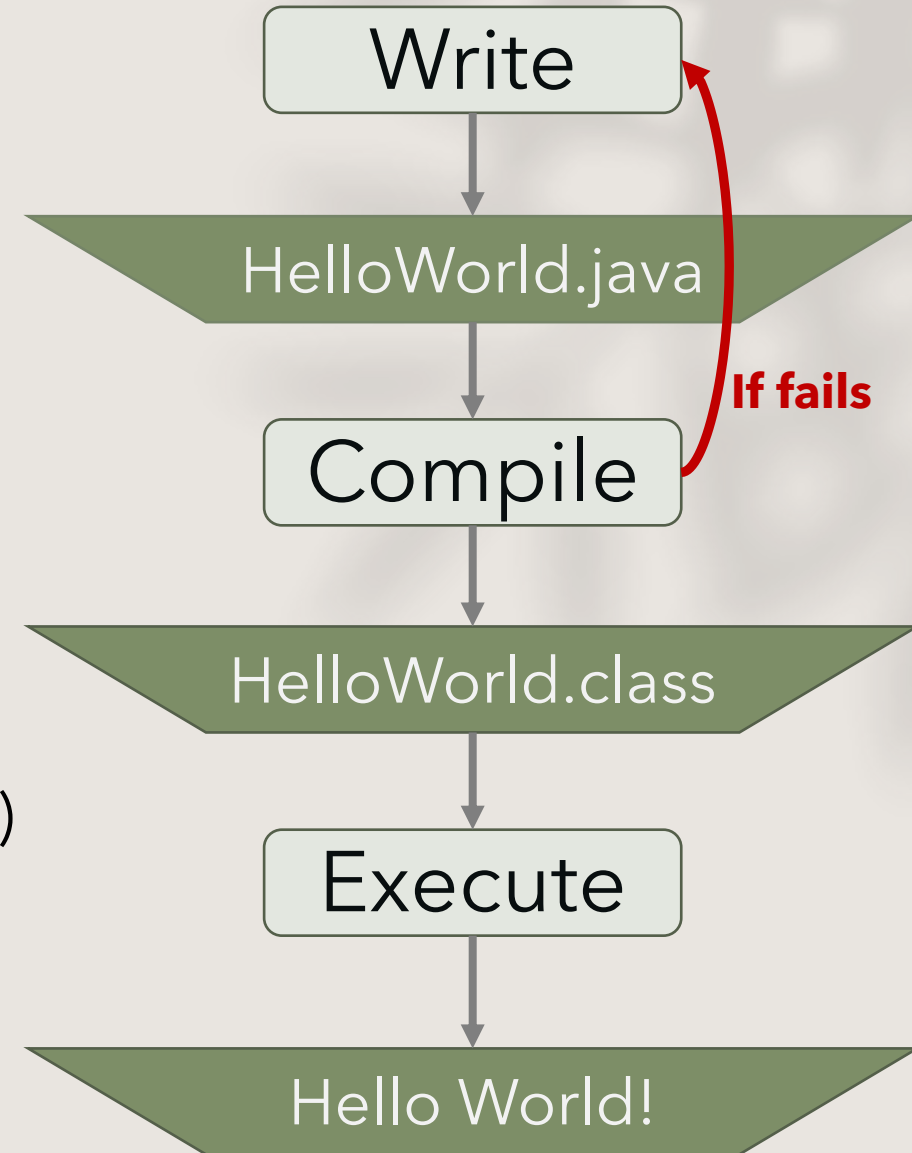 Write
HelloWorld.java
If fails
Compile
HelloWorld.class
)
Execute
Hello World!